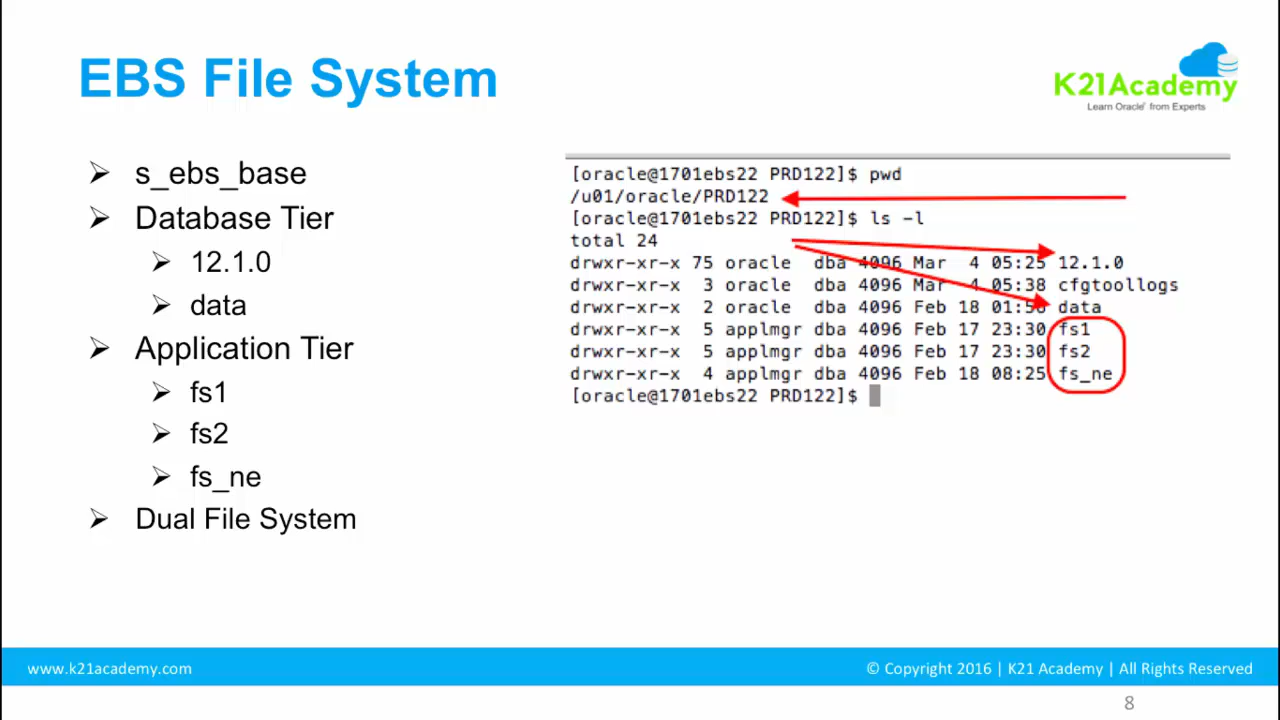 EBS File System
K21Academy
Learn Oracle' from Experts
s_ebs_base
Database Tier
12.1.0
data
Application Tier
fs1
fs2
fs_ne
Dual File System
[oracle@1701ebs22 PRD122]$ pwd
/u01/oracle/PRD122
[oracle@1701ebs22 PRD122]$ ls -l
total 24
drwxr-xr-x 75 oracle dba 4096 Mar 4 05:25 12.1.0
drwxr-xr-x 3 oracle dba 4096 Mar 4 05:38 cfgtoollogs
drwxr-xr-x 2 oracle dba 4096 Feb 18 01:56 data
drwxr-xr-x 5 applmgr dba 4096 Feb 17 23:30 fs1
drwxr-xr-x 5 applmgr dba 4096 Feb 17 23:30 fs2
drwxr-xr-x 4 applmgr dba 4096 Feb 18 08:25 fs_ne
[oracle@1701ebs22 PRD122]$
www.k21academy.com
© Copyright 2016 | K21 Academy | All Rights Reserved
8